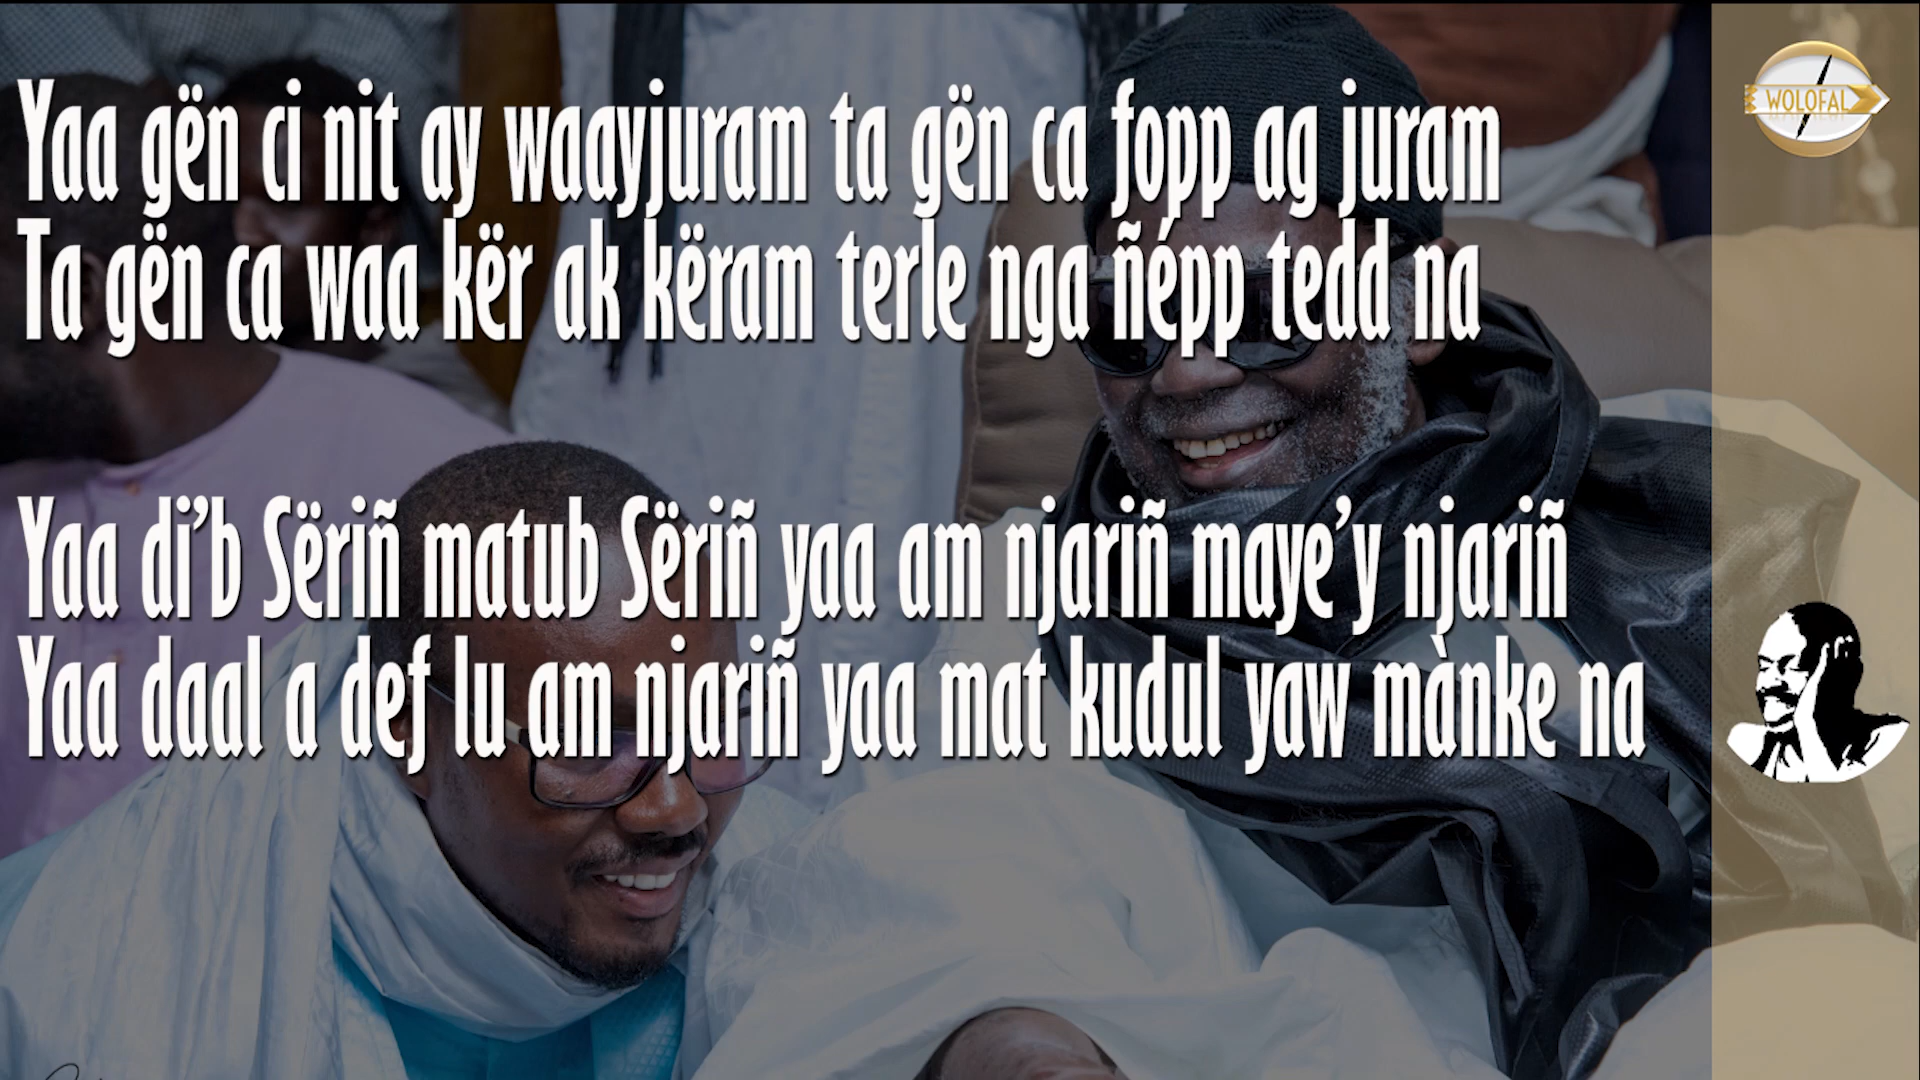 Yaa gën ci nit ay waayjuram ta gën ca fopp ag juram
Ta gën ca waa kër ak këram terle nga ñépp tedd na
Yaa di’b Sëriñ matub Sëriñ yaa am njariñ maye’y njariñ
Yaa daal a def lu am njariñ yaa mat kudul yaw mànke na
WOLOFAL